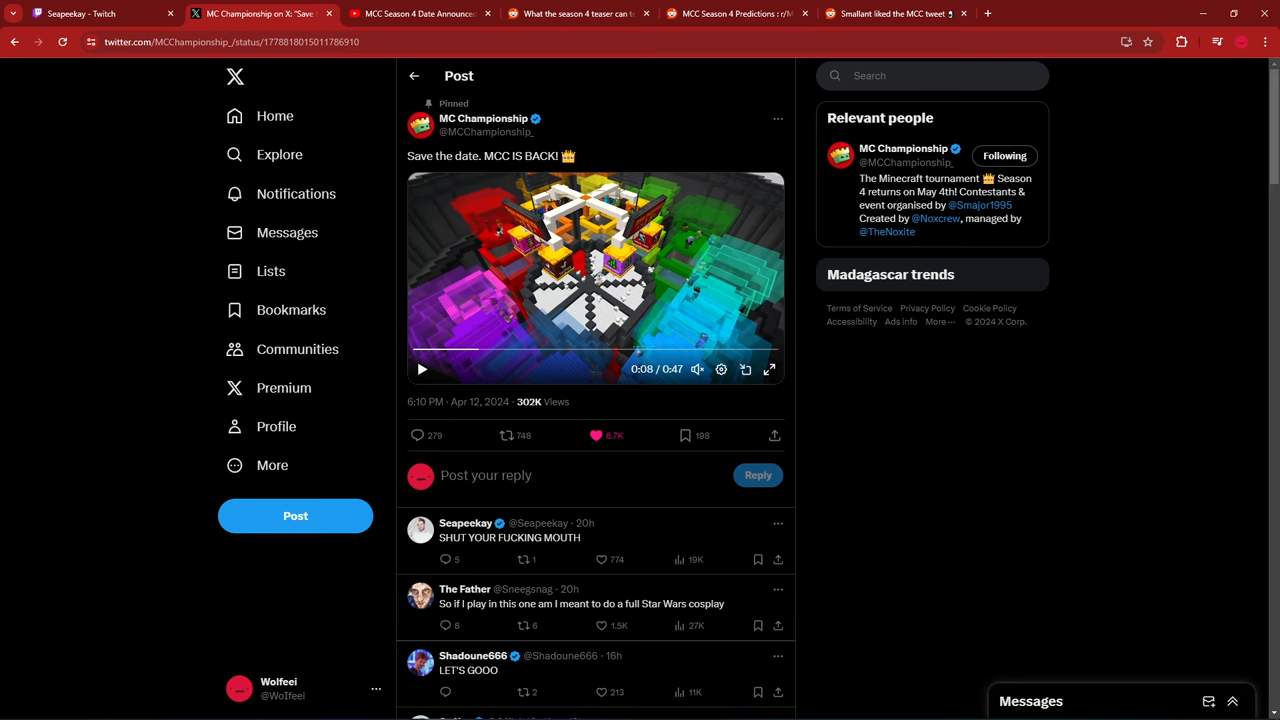 Seapeekay - Twitch
MC Championship on X: "Save
MCC Season 4 Date Announced
What the season 4 teaser can t
MCC Season 4 Predictions : r/M
Smallant liked the MCC tweet
twitter.com/MCChampionship_/status/1778818015011786910
Home
Explore
Notifications
Messages
Lists
Bookmarks
Communities
Premium
Profile
More
Post
Wolfeei
@WoIfeei
Post
Pinned
MC Championship
@MCChampionship_
Save the date. MCC IS BACK! 👑
0:08 / 0:47
6:10 PM · Apr 12, 2024 · 302K Views
279
748
6.7K
198
Post your reply
Reply
Seapeekay @Seapeekay · 20h
SHUT YOUR FUCKING MOUTH
5
1
774
19K
The Father @Sneegsnag · 20h
So if I play in this one am I meant to do a full Star Wars cosplay
8
6
1.5K
27K
Shadoune666 @Shadoune666 · 16h
LET'S GOOO
2
213
11K
Search
Relevant people
MC Championship
@MCChampionship_
Following
The Minecraft tournament 👑 Season
4 returns on May 4th! Contestants &
event organised by @Smajor1995
Created by @Noxcrew, managed by
@TheNoxite
Madagascar trends
Terms of Service Privacy Policy Cookie Policy
Accessibility Ads info More ··· © 2024 X Corp.
Messages